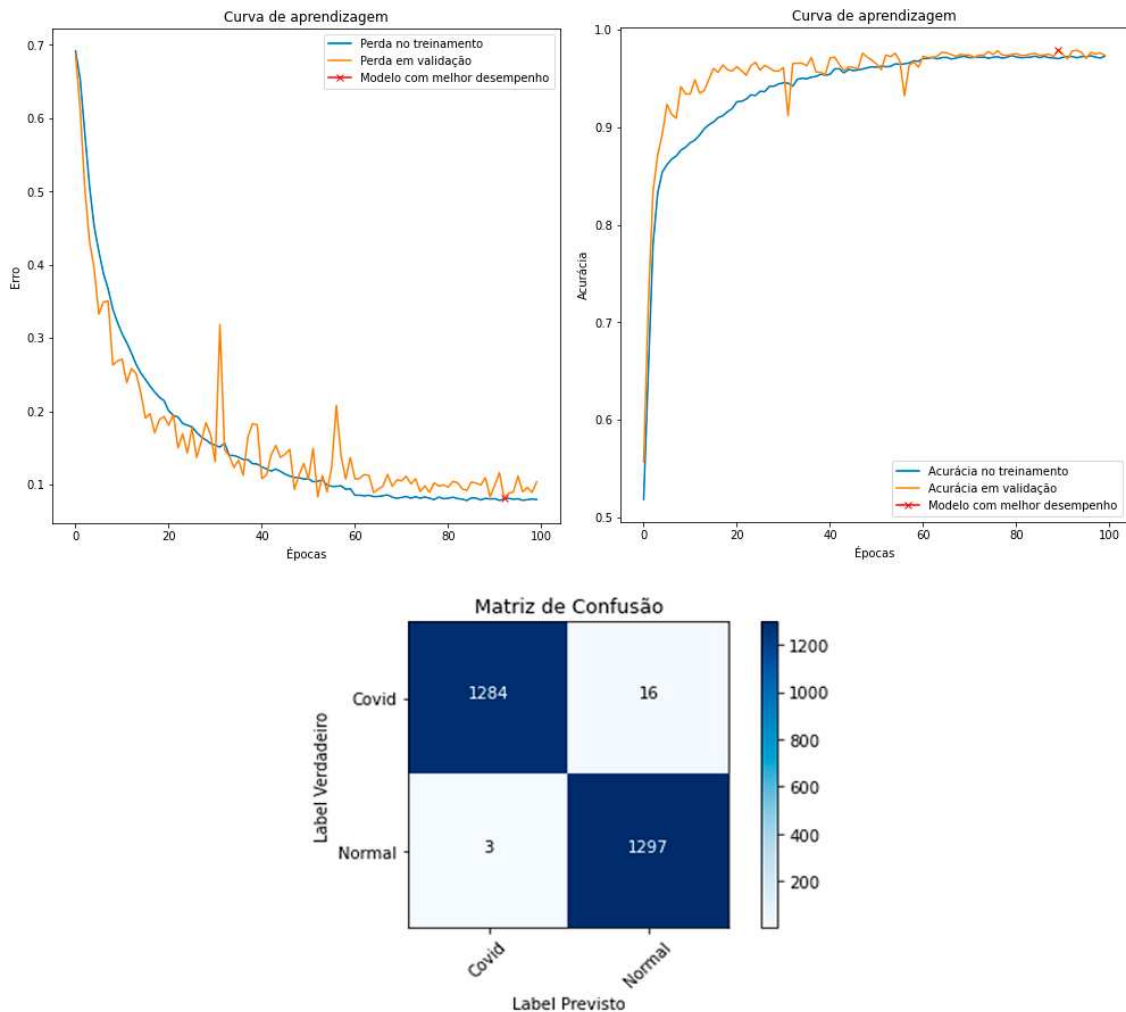 Curva de aprendizagem
0.7
0.6
0.5
0.4
0.3
0.2
0.1
Erro
Perda no treinamento
Perda em validação
Modelo com melhor desempenho
0 20 40 60 80 100
Épocas
Curva de aprendizagem
1.0
0.9
0.8
0.7
0.6
0.5
Acurácia
Acurácia no treinamento
Acurácia em validação
Modelo com melhor desempenho
0 20 40 60 80 100
Épocas
Matriz de Confusão
Label Verdadeiro
Covid
Normal
1284 16
3 1297
Covid Normal
Label Previsto
1200
1000
800
600
400
200